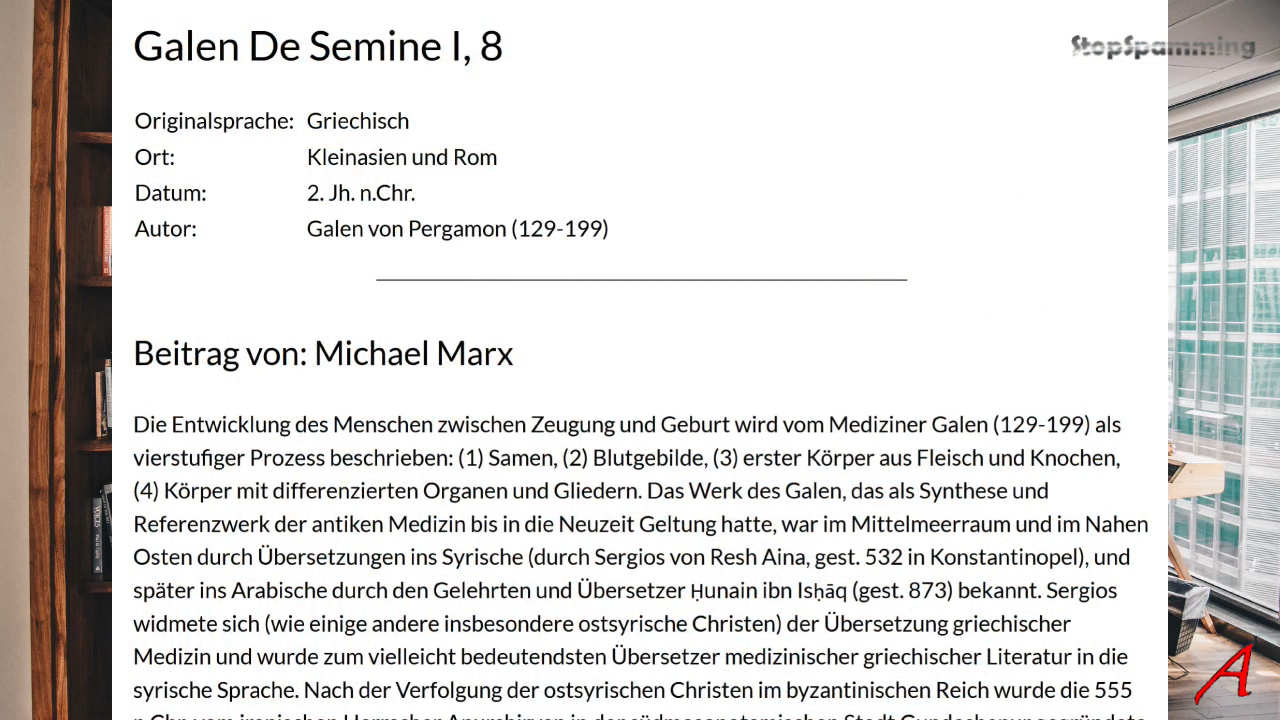 Galen De Semine I, 8
StopSpamming
Originalsprache: Griechisch
Ort: Kleinasien und Rom
Datum: 2. Jh. n.Chr.
Autor: Galen von Pergamon (129-199)
Beitrag von: Michael Marx
Die Entwicklung des Menschen zwischen Zeugung und Geburt wird vom Mediziner Galen (129-199) als
vierstufiger Prozess beschrieben: (1) Samen, (2) Blutgebilde, (3) erster Körper aus Fleisch und Knochen,
(4) Körper mit differenzierten Organen und Gliedern. Das Werk des Galen, das als Synthese und
Referenzwerk der antiken Medizin bis in die Neuzeit Geltung hatte, war im Mittelmeerraum und im Nahen
Osten durch Übersetzungen ins Syrische (durch Sergios von Resh Aina, gest. 532 in Konstantinopel), und
später ins Arabische durch den Gelehrten und Übersetzer Ḥunain ibn Isḥāq (gest. 873) bekannt. Sergios
widmete sich (wie einige andere insbesondere ostsyrische Christen) der Übersetzung griechischer
Medizin und wurde zum vielleicht bedeutendsten Übersetzer medizinischer griechischer Literatur in die
syrische Sprache. Nach der Verfolgung der ostsyrischen Christen im byzantinischen Reich wurde die 555
A